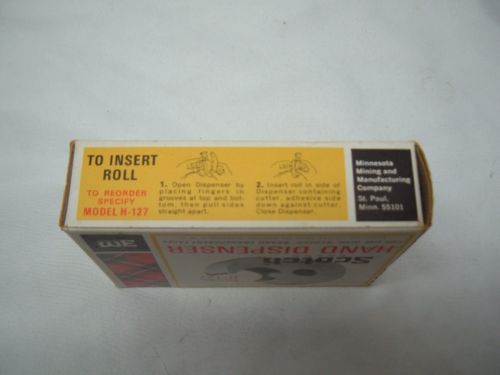 TO INSERT
ROLL
TO REORDER
SPECIFY
MODEL H-127
1. Open Dispenser by
placing fingers in
grooves at top and bot-
tom, then pull sides
straight apart.
2. Insert roll in side of
Dispenser containing
cutter, adhesive side
down against cutter.
Close Dispenser.
Minnesota
Mining and
Manufacturing
Company
St. Paul,
Minn. 55101
HAND DISPENSER
Scotch
H-127
3M